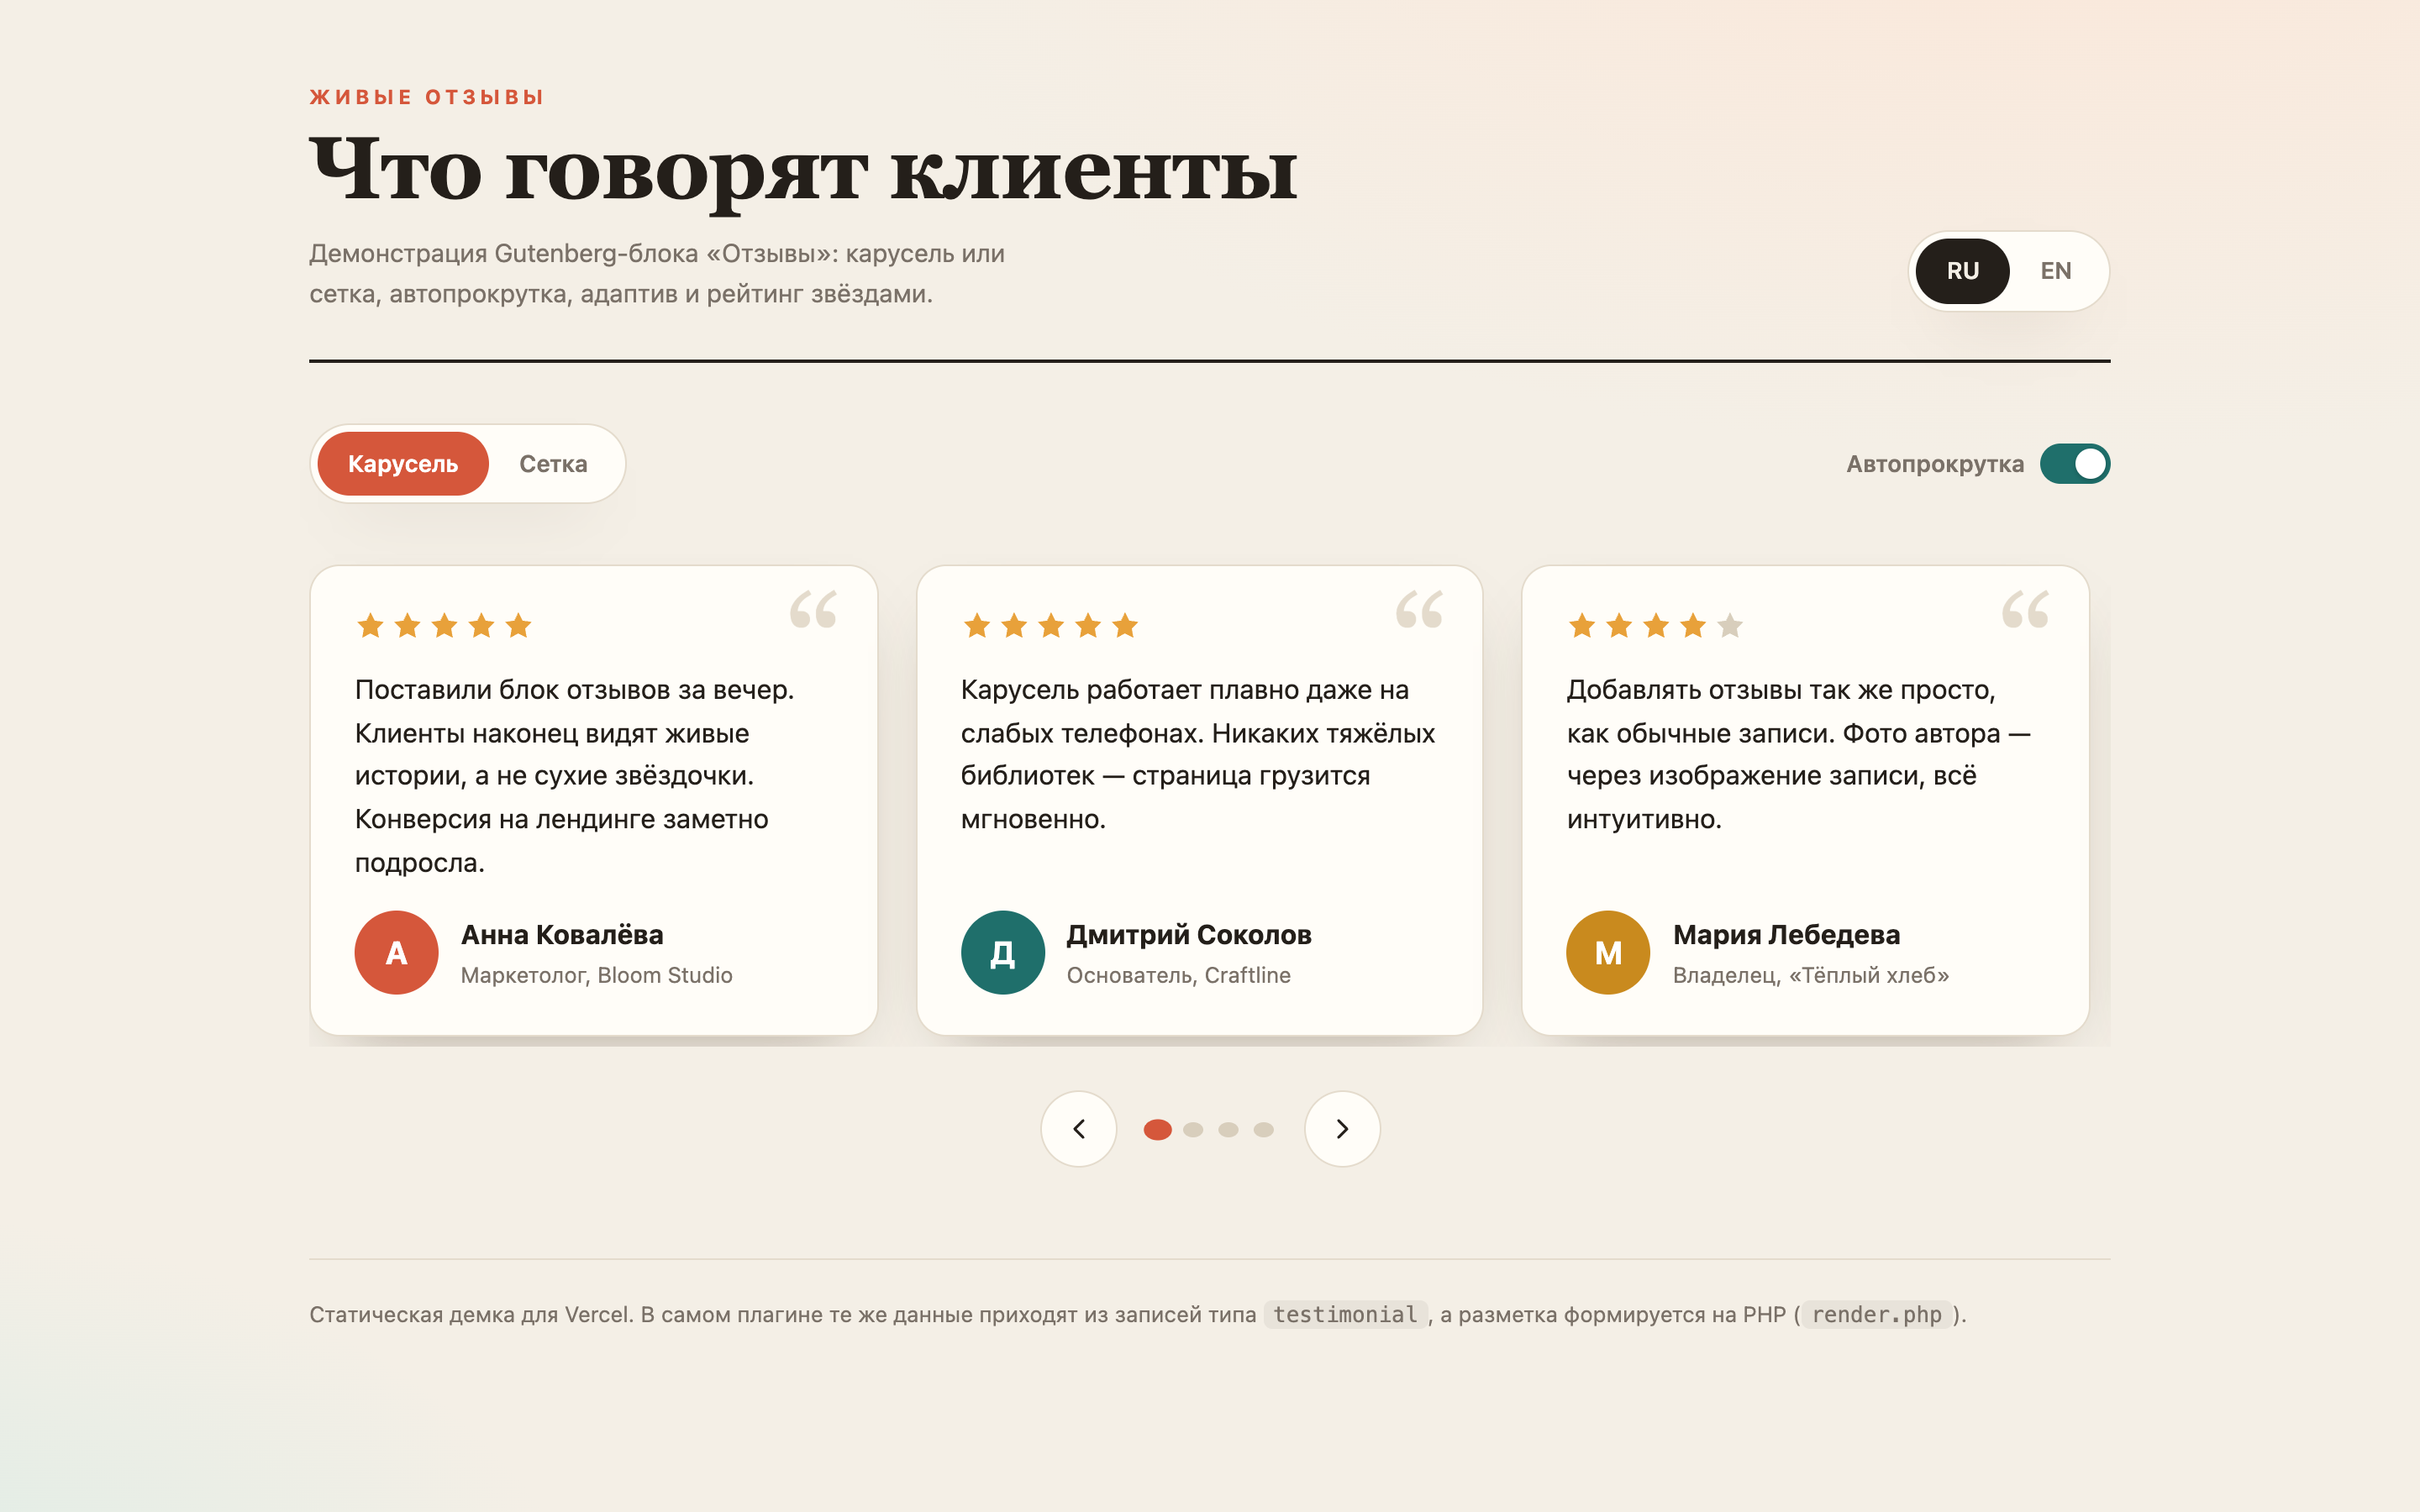 ЖИВЫЕ ОТЗЫВЫ
Что говорят клиенты
Демонстрация Gutenberg-блока «Отзывы»: карусель или
сетка, автопрокрутка, адаптив и рейтинг звёздами.
RU EN
Карусель Сетка
Автопрокрутка
“
Поставили блок отзывов за вечер.
Клиенты наконец видят живые
истории, а не сухие звёздочки.
Конверсия на лендинге заметно
подросла.
А
Анна Ковалёва
Маркетолог, Bloom Studio
“
Карусель работает плавно даже на
слабых телефонах. Никаких тяжёлых
библиотек — страница грузится
мгновенно.
Д
Дмитрий Соколов
Основатель, Craftline
“
Добавлять отзывы так же просто,
как обычные записи. Фото автора —
через изображение записи, всё
интуитивно.
М
Мария Лебедева
Владелец, «Тёплый хлеб»
Статическая демка для Vercel. В самом плагине те же данные приходят из записей типа testimonial, а разметка формируется на PHP (render.php).